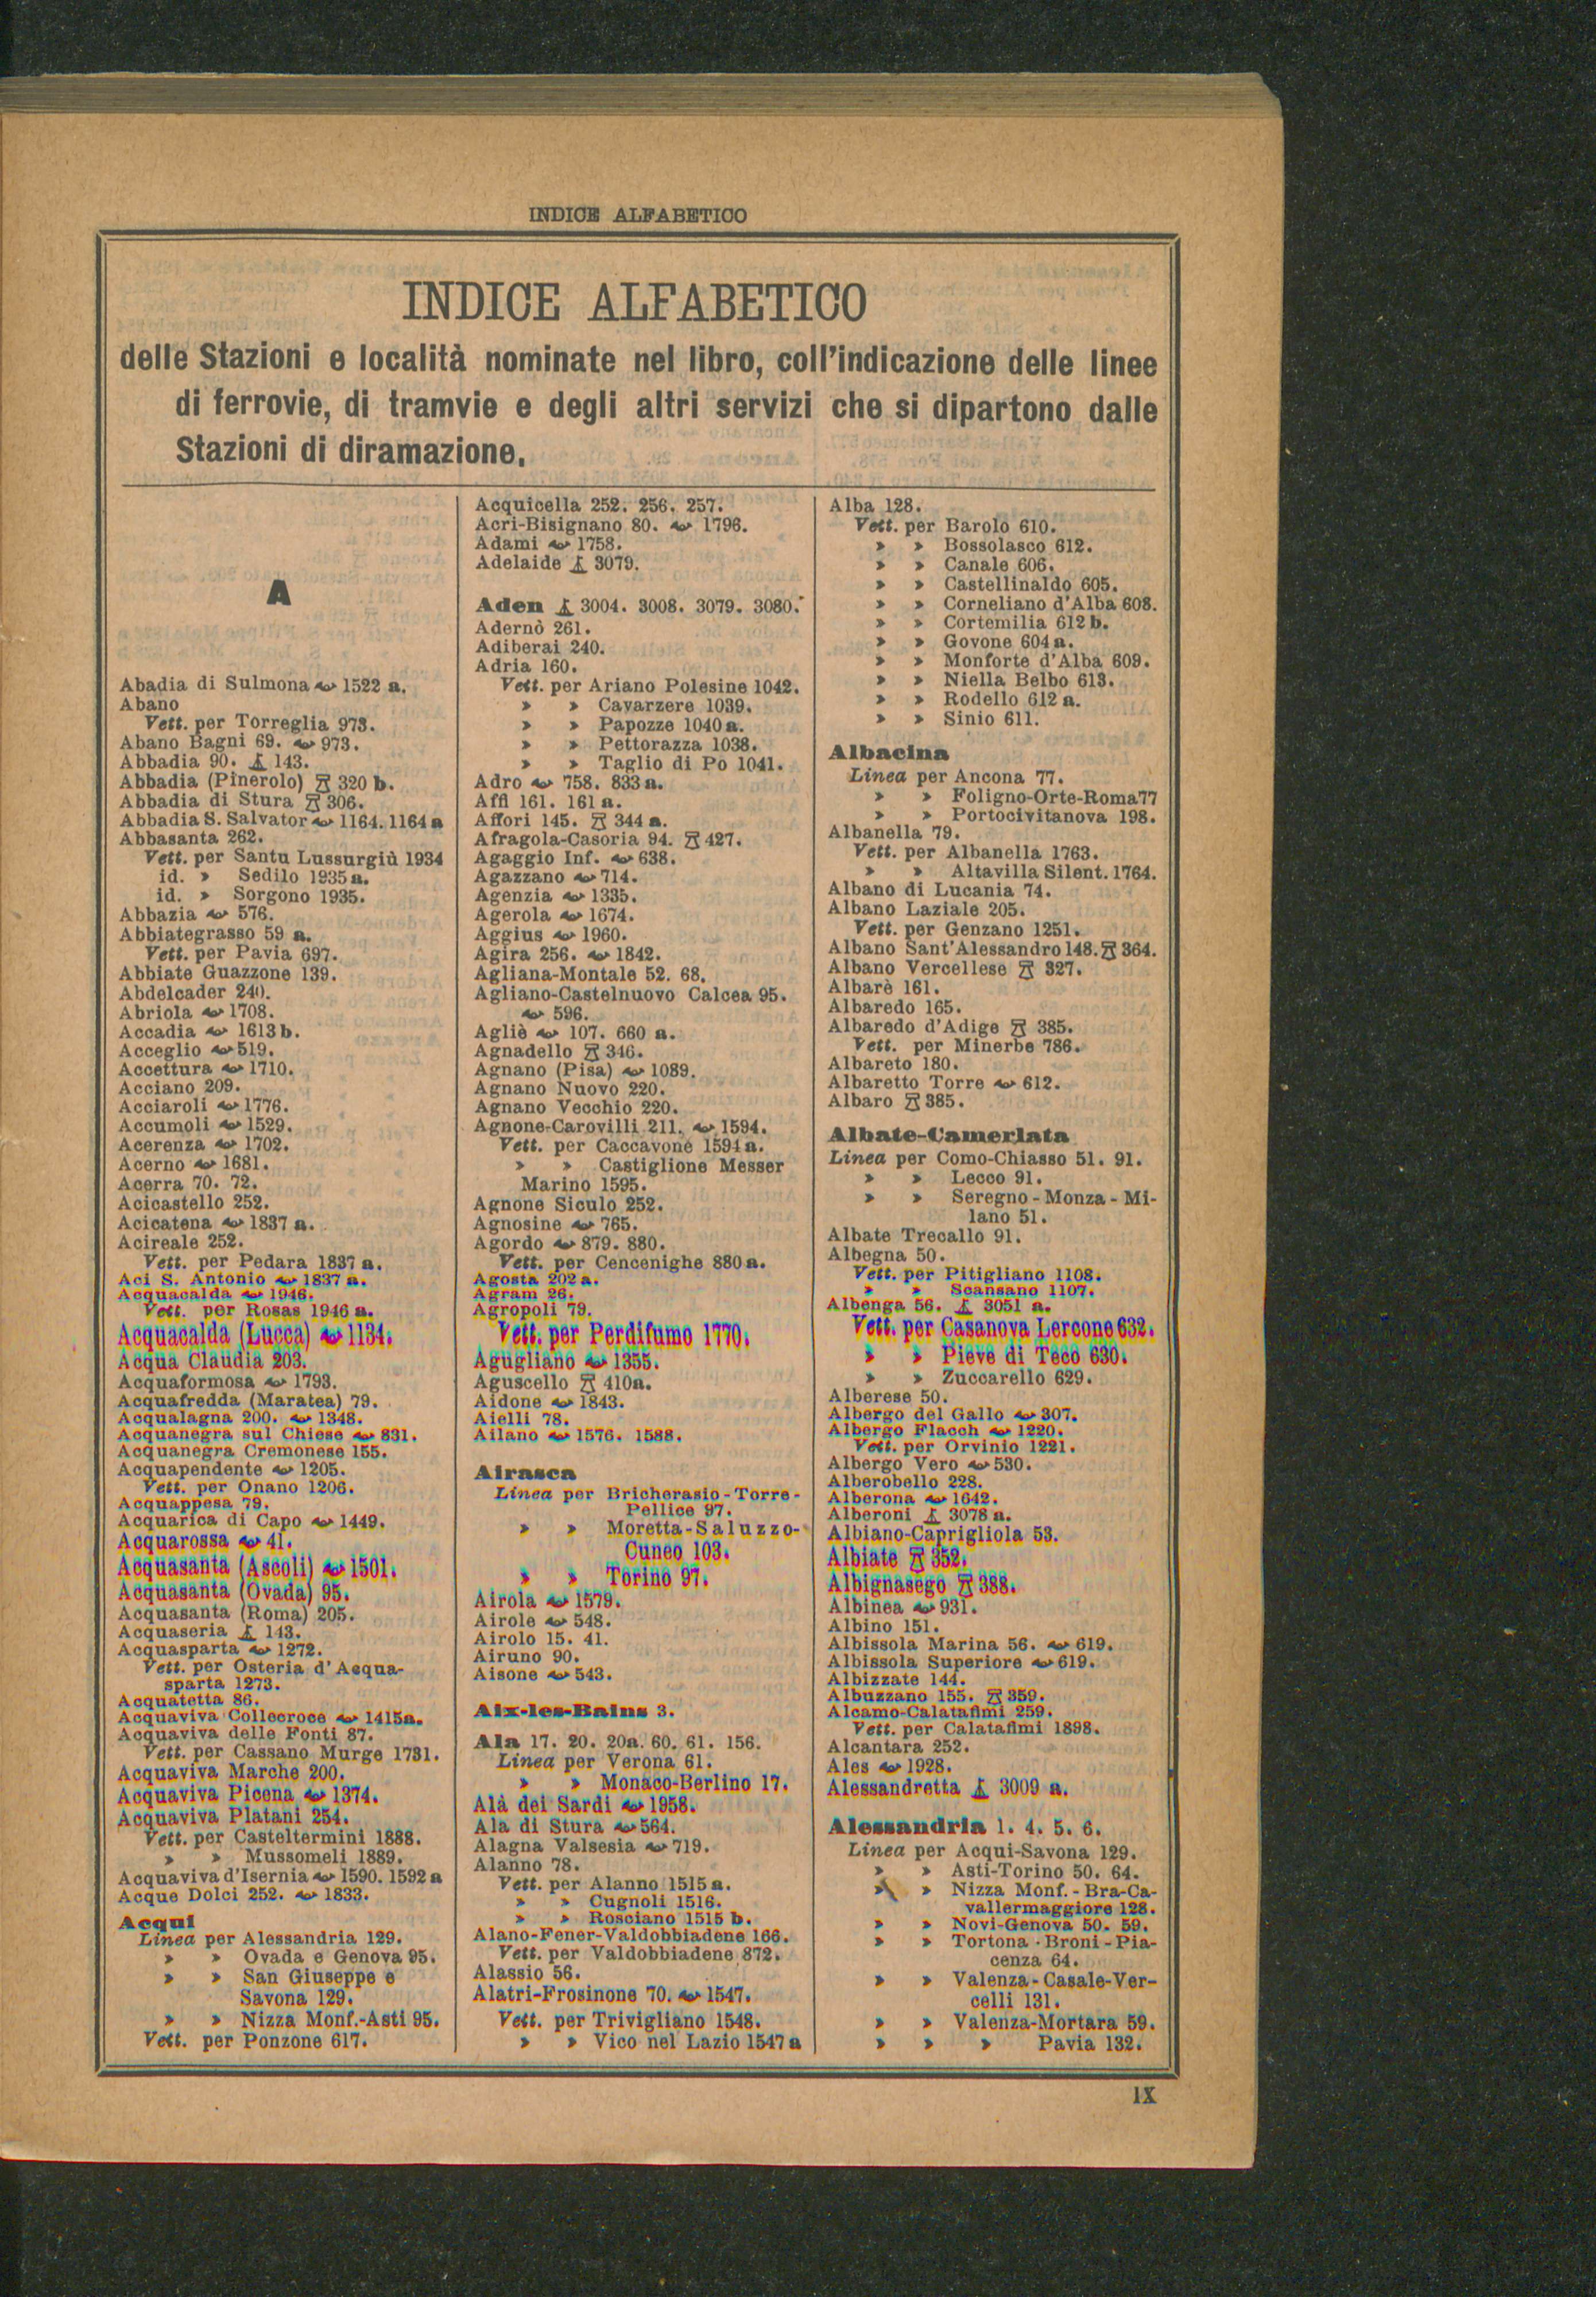 INDICE ALFABETICO
INDICE ALFABETICO
delle Stazioni e località nominate nel libro, coll'indicazione delle linee
di ferrovie, di tramvie e degli altri servizi che si dipartono dalle
Stazioni di diramazione.
A
Abadia di Sulmona 1522 a.
Abano
Vett. per Torreglia 973.
Abano Bagni 69. 973.
Abbadia 90. 143.
Abbadia (Pinerolo) 320 b.
Abbadia di Stura 306.
Abbadia S. Salvator 1164. 1164 a
Abbasanta 262.
Vett. per Santu Lussurgiù 1934
id. » Sedilo 1935 a.
id. » Sorgono 1935.
Abbazia 576.
Abbiategrasso 59 a.
Vett. per Pavia 697.
Abbiate Guazzone 139.
Abdelcader 240.
Abriola 1708.
Accadia 1613 b.
Acceglio 519.
Accettura 1710.
Acciano 209.
Acciaroli 1776.
Accumoli 1529.
Acerenza 1702.
Acerno 1681.
Acerra 70. 72.
Acicastello 252.
Acicatena 1837 a.
Acireale 252.
Vett. per Pedara 1837 a.
Aci S. Antonio 1837 a.
Acquacalda 1946.
Vett. per Rosas 1946 a.
Acquacalda (Lucca) 1134.
Acqua Claudia 203.
Acquaformosa 1793.
Acquafredda (Maratea) 79.
Acqualagna 200. 1348.
Acquanegra sul Chiese 831.
Acquanegra Cremonese 155.
Acquapendente 1205.
Vett. per Onano 1206.
Acquappesa 79.
Acquarica di Capo 1449.
Acquarossa 41.
Acquasanta (Ascoli) 1501.
Acquasanta (Ovada) 95.
Acquasanta (Roma) 205.
Acquaseria 143.
Acquasparta 1272.
Vett. per Osteria d'Acqua-
sparta 1273.
Acquatetta 86.
Acquaviva Collecroce 1415a.
Acquaviva delle Fonti 87.
Vett. per Cassano Murge 1731.
Acquaviva Marche 200.
Acquaviva Picena 1374.
Acquaviva Platani 254.
Vett. per Casteltermini 1888.
» » Mussomeli 1889.
Acquaviva d'Isernia 1590. 1592 a
Acque Dolci 252. 1833.
Acqui
Linea per Alessandria 129.
» » Ovada e Genova 95.
» » San Giuseppe e
Savona 129.
» » Nizza Monf.-Asti 95.
Vett. per Ponzone 617.
Acquicella 252. 256. 257.
Acri-Bisignano 80. 1796.
Adami 1758.
Adelaide 3079.
Aden 3004. 3008. 3079. 3080.
Adernò 261.
Adiberai 240.
Adria 160.
Vett. per Ariano Polesine 1042.
» » Cavarzere 1039.
» » Papozze 1040 a.
» » Pettorazza 1038.
» » Taglio di Po 1041.
Adro 758. 833 a.
Affi 161. 161 a.
Affori 145. 344 a.
Afragola-Casoria 94. 427.
Agaggio Inf. 638.
Agazzano 714.
Agenzia 1335.
Agerola 1674.
Aggius 1960.
Agira 256. 1842.
Agliana-Montale 52. 68.
Agliano-Castelnuovo Calcea 95.
596.
Agliè 107. 660 a.
Agnadello 346.
Agnano (Pisa) 1089.
Agnano Nuovo 220.
Agnano Vecchio 220.
Agnone-Carovilli 211. 1594.
Vett. per Caccavone 1594 a.
» » Castiglione Messer
Marino 1595.
Agnone Siculo 252.
Agnosine 765.
Agordo 879. 880.
Vett. per Cencenighe 880 a.
Agosta 202 a.
Agram 26.
Agropoli 79.
Vett. per Perdifumo 1770.
Agugliano 1355.
Aguscello 410a.
Aidone 1843.
Aielli 78.
Ailano 1576. 1588.
Airasca
Linea per Bricherasio-Torre-
Pellice 97.
» » Moretta-Saluzzo-
Cuneo 103.
» » Torino 97.
Airola 1579.
Airole 548.
Airolo 15. 41.
Airuno 90.
Aisone 543.
Aix-les-Bains 3.
Ala 17. 20. 20a. 60. 61. 156.
Linea per Verona 61.
» » Monaco-Berlino 17.
Alà dei Sardi 1958.
Ala di Stura 564.
Alagna Valsesia 719.
Alanno 78.
Vett. per Alanno 1515 a.
» » Cugnoli 1516.
» » Rosciano 1515 b.
Alano-Fener-Valdobbiadene 166.
Vett. per Valdobbiadene 872.
Alassio 56.
Alatri-Frosinone 70. 1547.
Vett. per Trivigliano 1548.
» » Vico nel Lazio 1547 a
Alba 128.
Vett. per Barolo 610.
» » Bossolasco 612.
» » Canale 606.
» » Castellinaldo 605.
» » Corneliano d'Alba 608.
» » Cortemilia 612 b.
» » Govone 604 a.
» » Monforte d'Alba 609.
» » Niella Belbo 613.
» » Rodello 612 a.
» » Sinio 611.
Albacina
Linea per Ancona 77.
» » Foligno-Orte-Roma 77
» » Portocivitanova 198.
Albanella 79.
Vett. per Albanella 1763.
» » Altavilla Silent. 1764.
Albano di Lucania 74.
Albano Laziale 205.
Vett. per Genzano 1251.
Albano Sant'Alessandro 148. 364.
Albano Vercellese 327.
Albarè 161.
Albaredo 165.
Albaredo d'Adige 385.
Vett. per Minerbe 786.
Albareto 180.
Albaretto Torre 612.
Albaro 385.
Albate-Camerlata
Linea per Como-Chiasso 51. 91.
» » Lecco 91.
» » Seregno-Monza-Mi-
lano 51.
Albate Trecallo 91.
Albegna 50.
Vett. per Pitigliano 1108.
» » Scansano 1107.
Albenga 56. 3051 a.
Vett. per Casanova Lercone 632.
» » Pieve di Teco 630.
» » Zuccarello 629.
Alberese 50.
Albergo del Gallo 307.
Albergo Flacch 1220.
Vett. per Orvinio 1221.
Albergo Vero 530.
Alberobello 228.
Alberona 1642.
Alberoni 3078 a.
Albiano-Caprigliola 53.
Albiate 352.
Albignasego 388.
Albinea 931.
Albino 151.
Albissola Marina 56. 619.
Albissola Superiore 619.
Albizzate 144.
Albuzzano 155. 359.
Alcamo-Calatafimi 259.
Vett. per Calatafimi 1898.
Alcantara 252.
Ales 1928.
Alessandretta 3009 a.
Alessandria 1. 4. 5. 6.
Linea per Acqui-Savona 129.
» » Asti-Torino 50. 64.
» » Nizza Monf.-Bra-Ca-
vallermaggiore 128.
» » Novi-Genova 50. 59.
» » Tortona-Broni-Pia-
cenza 64.
» » Valenza-Casale-Ver-
celli 131.
» » Valenza-Mortara 59.
» » » Pavia 132.
IX